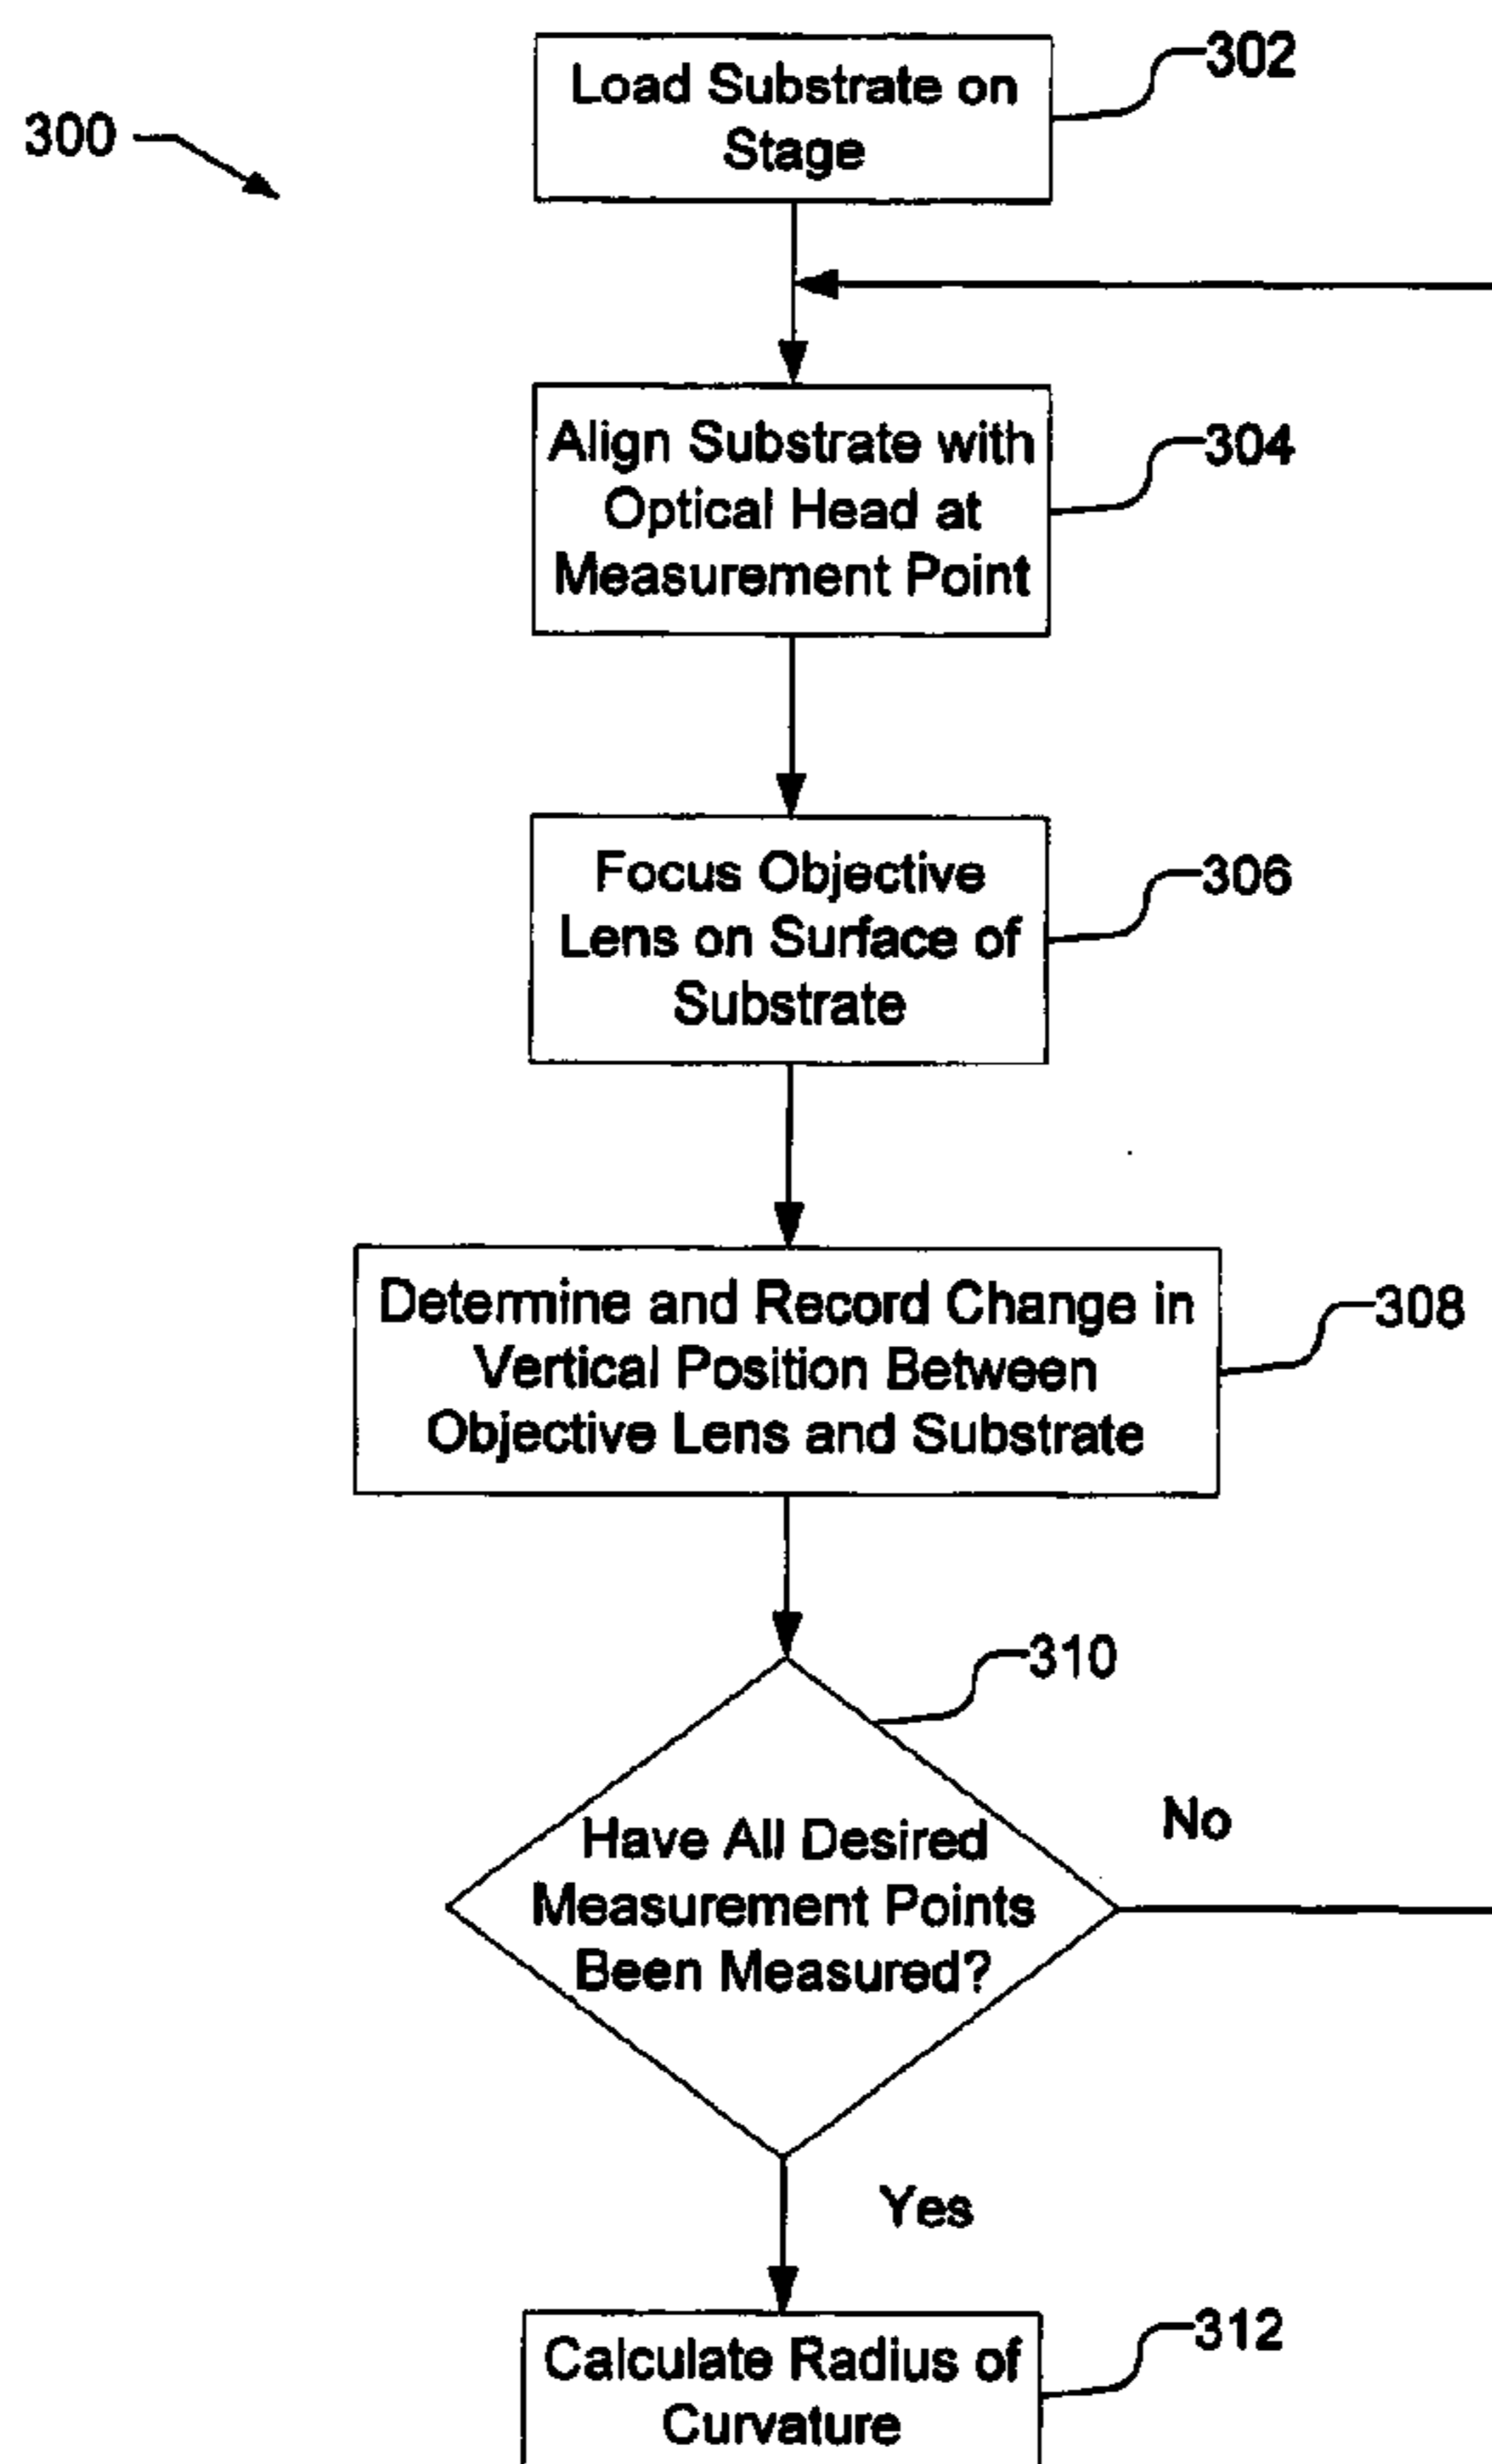 302
Load Substrate on
Stage
300
Align Substrate with
Optical Head at
Measurement Point
304
Focus Objective
Lens on Surface of
Substrate
306
Determine and Record Change in
Vertical Position Between
Objective Lens and Substrate
308
310
Have All Desired
Measurement Points
Been Measured?
No
Yes
Calculate Radius of
Curvature
312